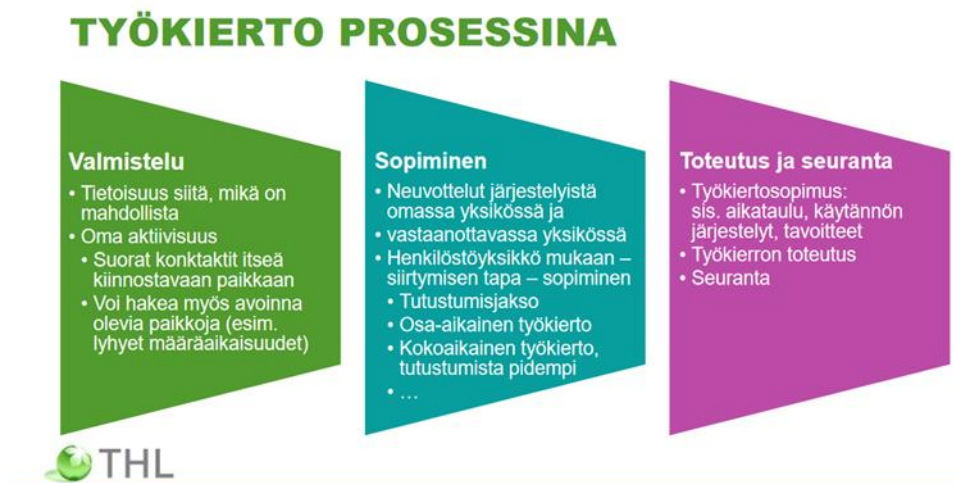 TYÖKIERTO PROSESSINA
Valmistelu
• Tietoisuus siitä, mikä on
mahdollista
• Oma aktiivisuus
• Suorat konktaktit itseä
kiinnostavaan paikkaan
• Voi hakea myös avoinna
olevia paikkoja (esim.
lyhyet määräaikaisuudet)
Sopiminen
• Neuvottelut järjestelyistä
omassa yksikössä ja
• vastaanottavassa yksikössä
• Henkilöstöyksikkö mukaan –
siirtymisen tapa – sopiminen
• Tutustumisjakso
• Osa-aikainen työkierto
• Kokoaikainen työkierto,
tutustumista pidempi
• …
Toteutus ja seuranta
• Työkiertosopimus:
sis. aikataulu, käytännön
järjestelyt, tavoitteet
• Työkierron toteutus
• Seuranta
THL